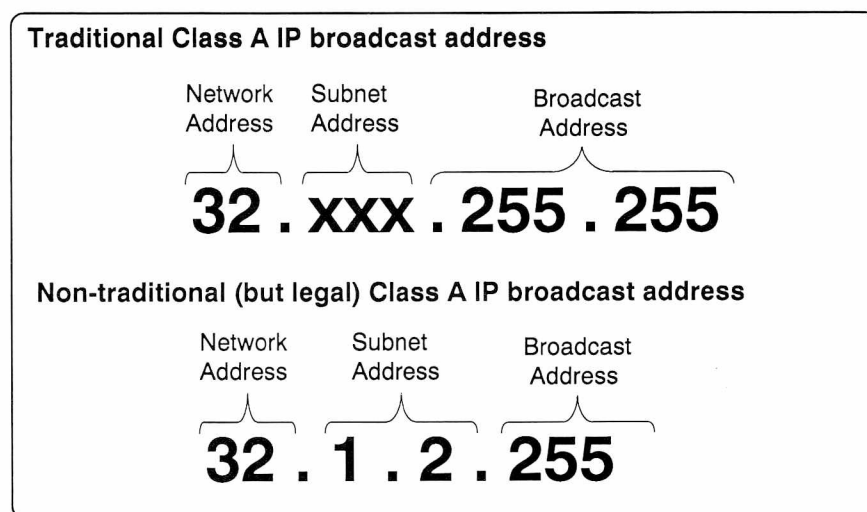 Traditional Class A IP broadcast address
Network Subnet Broadcast
Address Address Address
32 . xxx . 255 . 255
Non-traditional (but legal) Class A IP broadcast address
Network Subnet Broadcast
Address Address Address
32 . 1 . 2 . 255